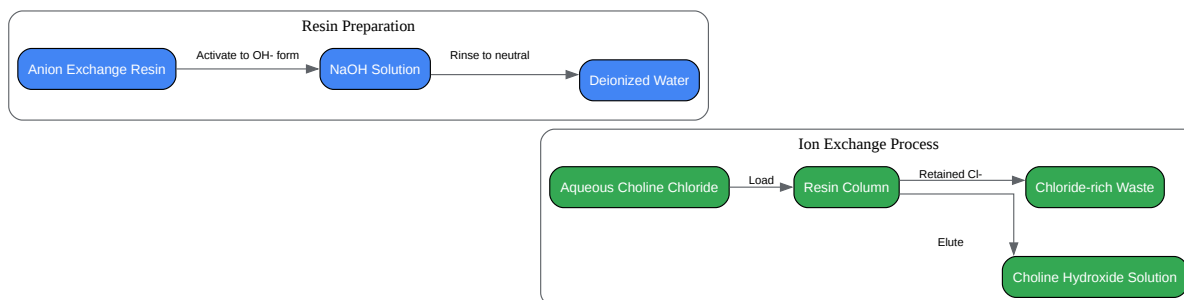 Resin Preparation
Anion Exchange Resin
Activate to OH- form
NaOH Solution
Rinse to neutral
Deionized Water
Ion Exchange Process
Aqueous Choline Chloride
Load
Resin Column
Retained Cl-
Chloride-rich Waste
Elute
Choline Hydroxide Solution